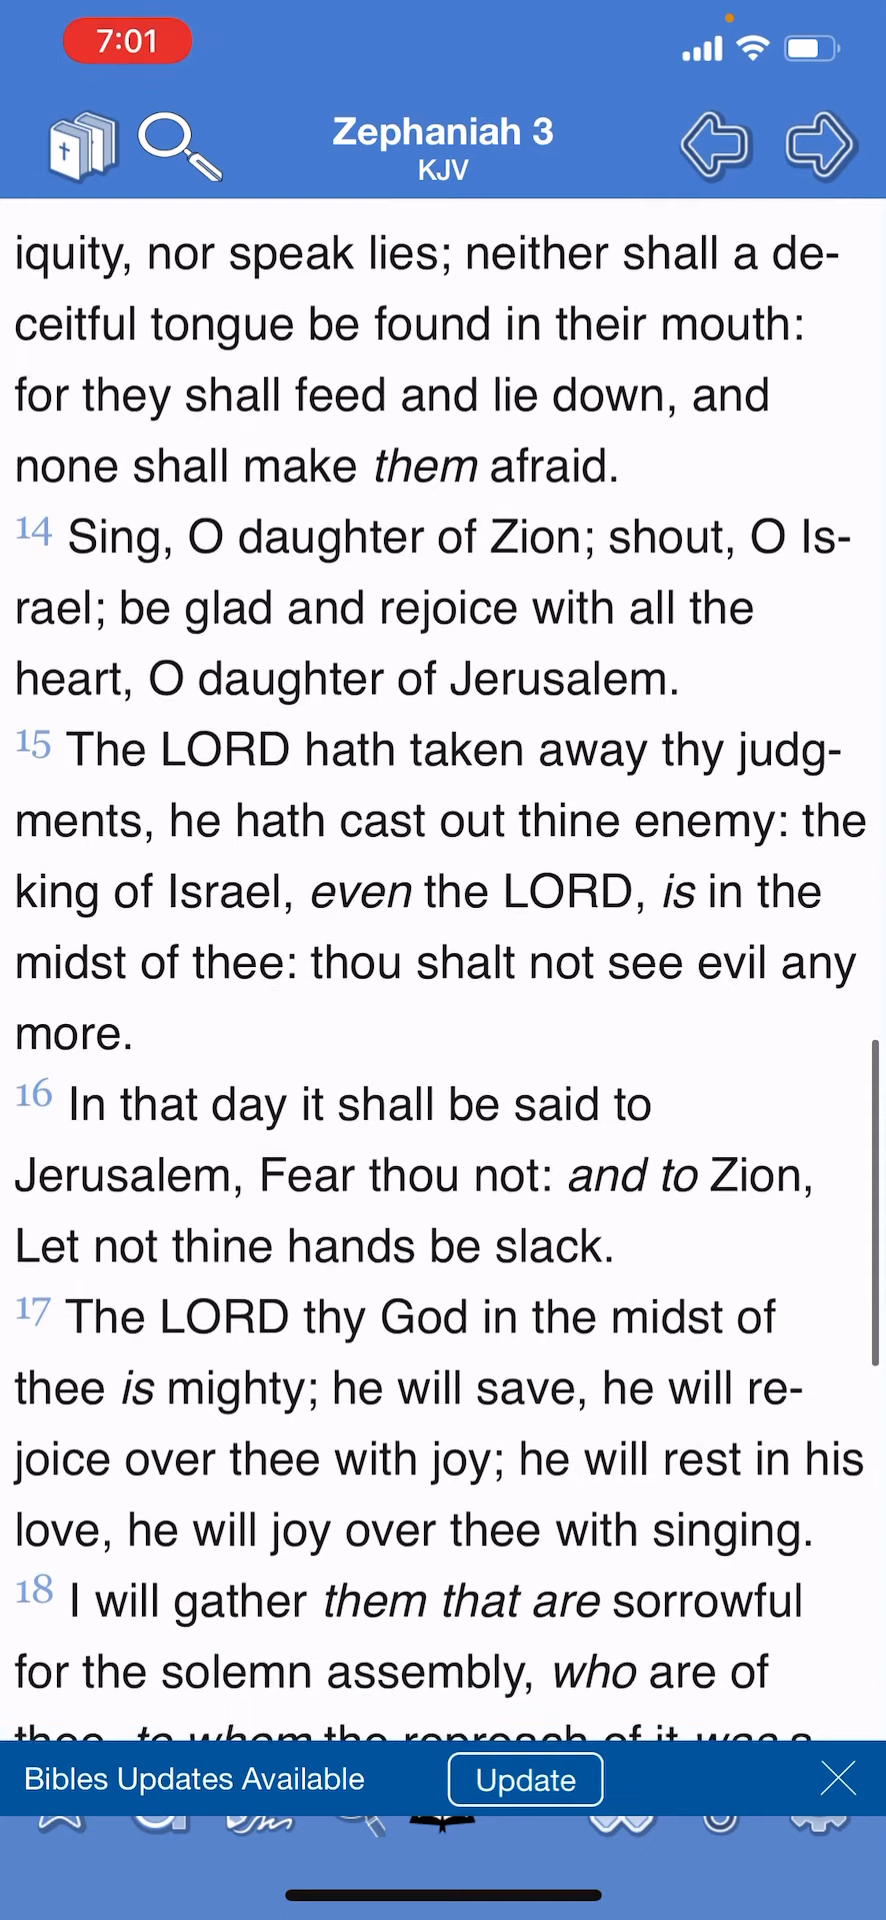 7:01
Zephaniah 3
KJV
iquity, nor speak lies; neither shall a de-
ceitful tongue be found in their mouth:
for they shall feed and lie down, and
none shall make them afraid.
14 Sing, O daughter of Zion; shout, O Is-
rael; be glad and rejoice with all the
heart, O daughter of Jerusalem.
15 The LORD hath taken away thy judg-
ments, he hath cast out thine enemy: the
king of Israel, even the LORD, is in the
midst of thee: thou shalt not see evil any
more.
16 In that day it shall be said to
Jerusalem, Fear thou not: and to Zion,
Let not thine hands be slack.
17 The LORD thy God in the midst of
thee is mighty; he will save, he will re-
joice over thee with joy; he will rest in his
love, he will joy over thee with singing.
18 I will gather them that are sorrowful
for the solemn assembly, who are of
thee, to whom the reproach of it was a
Bibles Updates Available Update